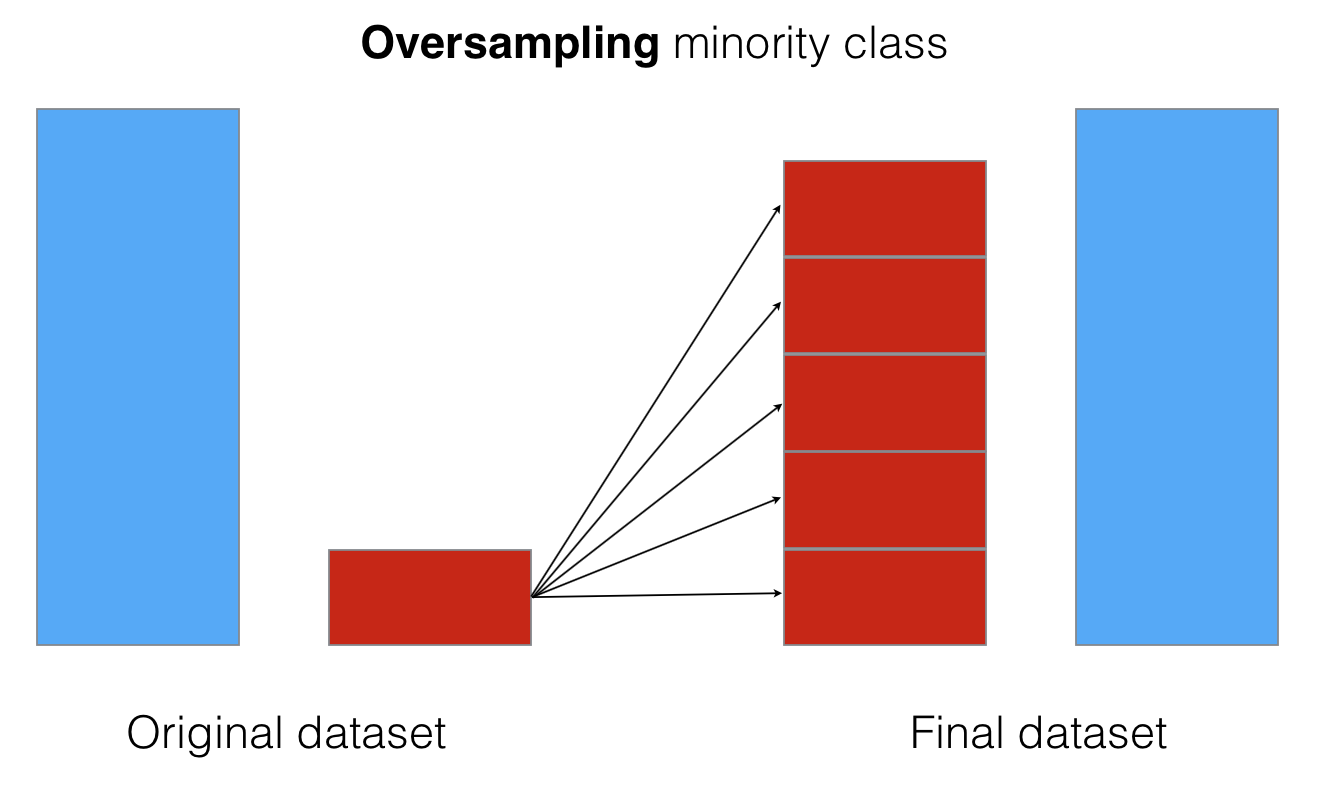 Oversampling minority class
Original dataset
Final dataset